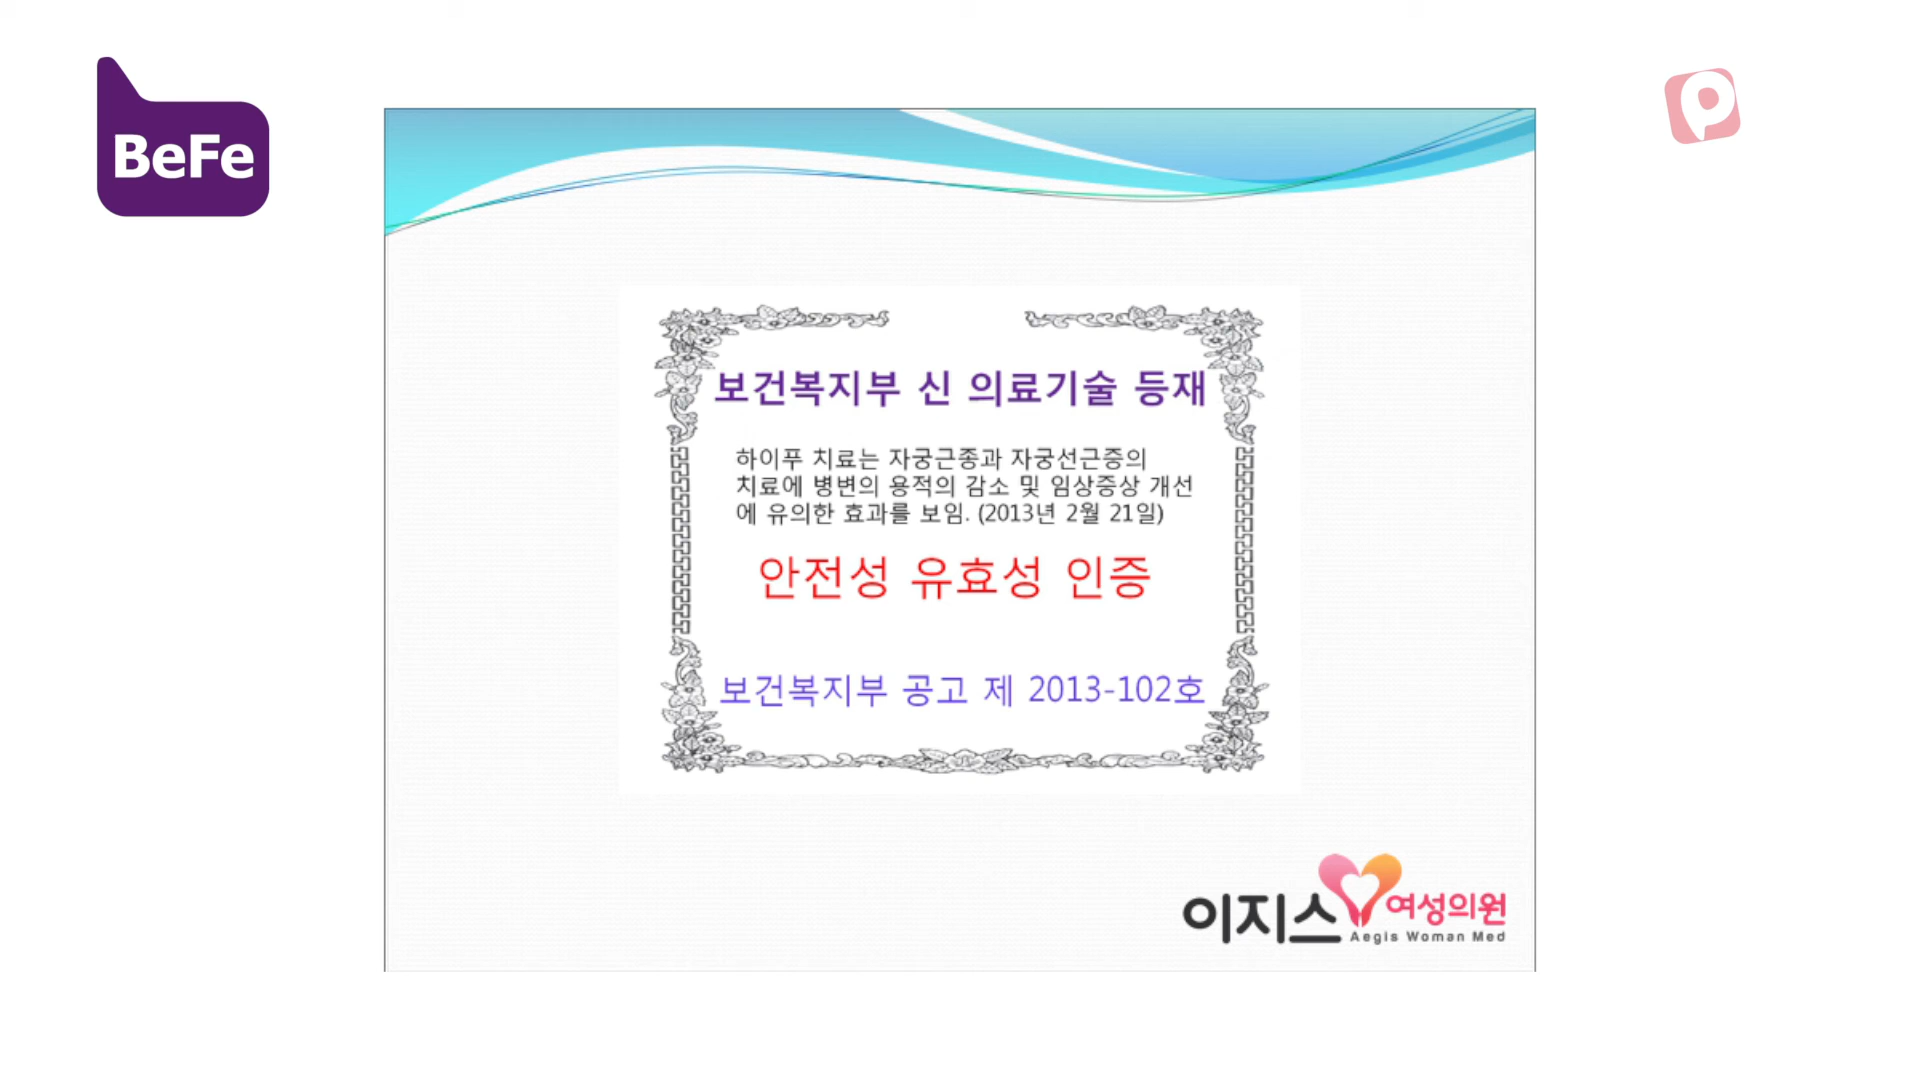 BeFe
보건복지부 신 의료기술 등재
하이푸 치료는 자궁근종과 자궁선근증의
치료에 병변의 용적의 감소 및 임상증상 개선
에 유의한 효과를 보임. (2013년 2월 21일)
안전성 유효성 인증
보건복지부 공고 제 2013-102호
이지스 여성의원
Aegis Woman Med